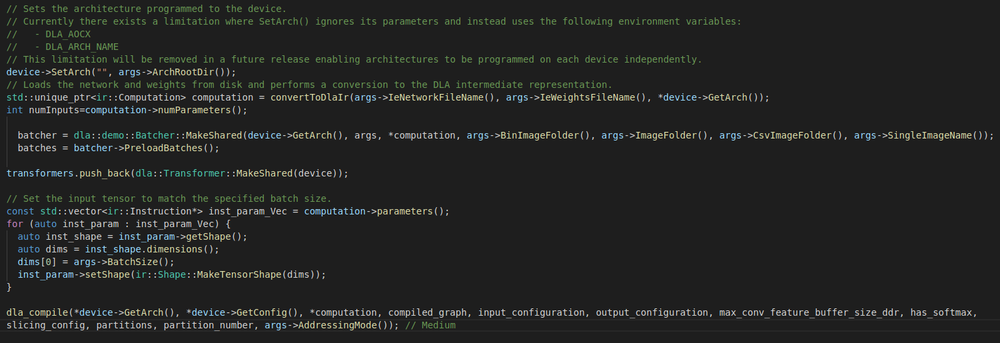 // Sets the architecture programmed to the device.
// Currently there exists a limitation where SetArch() ignores its parameters and instead uses the following environment variables:
//   - DLA_AOCX
//   - DLA_ARCH_NAME
// This limitation will be removed in a future release enabling architectures to be programmed on each device independently.
device->SetArch("", args->ArchRootDir());
// Loads the network and weights from disk and performs a conversion to the DLA intermediate representation.
std::unique_ptr<ir::Computation> computation = convertToDlaIr(args->IeNetworkFileName(), args->IeWeightsFileName(), *device->GetArch());
int numInputs=computation->numParameters();

  batcher = dla::demo::Batcher::MakeShared(device->GetArch(), args, *computation, args->BinImageFolder(), args->ImageFolder(), args->CsvImageFolder(), args->SingleImageName());
  batches = batcher->PreloadBatches();

transformers.push_back(dla::Transformer::MakeShared(device));

// Set the input tensor to match the specified batch size.
const std::vector<ir::Instruction*> inst_param_Vec = computation->parameters();
for (auto inst_param : inst_param_Vec) {
  auto inst_shape = inst_param->getShape();
  auto dims = inst_shape.dimensions();
  dims[0] = args->BatchSize();
  inst_param->setShape(ir::Shape::MakeTensorShape(dims));
}

dla_compile(*device->GetArch(), *device->GetConfig(), *computation, compiled_graph, input_configuration, output_configuration, max_conv_feature_buffer_size_ddr, has_softmax,
slicing_config, partitions, partition_number, args->AddressingMode()); // Medium